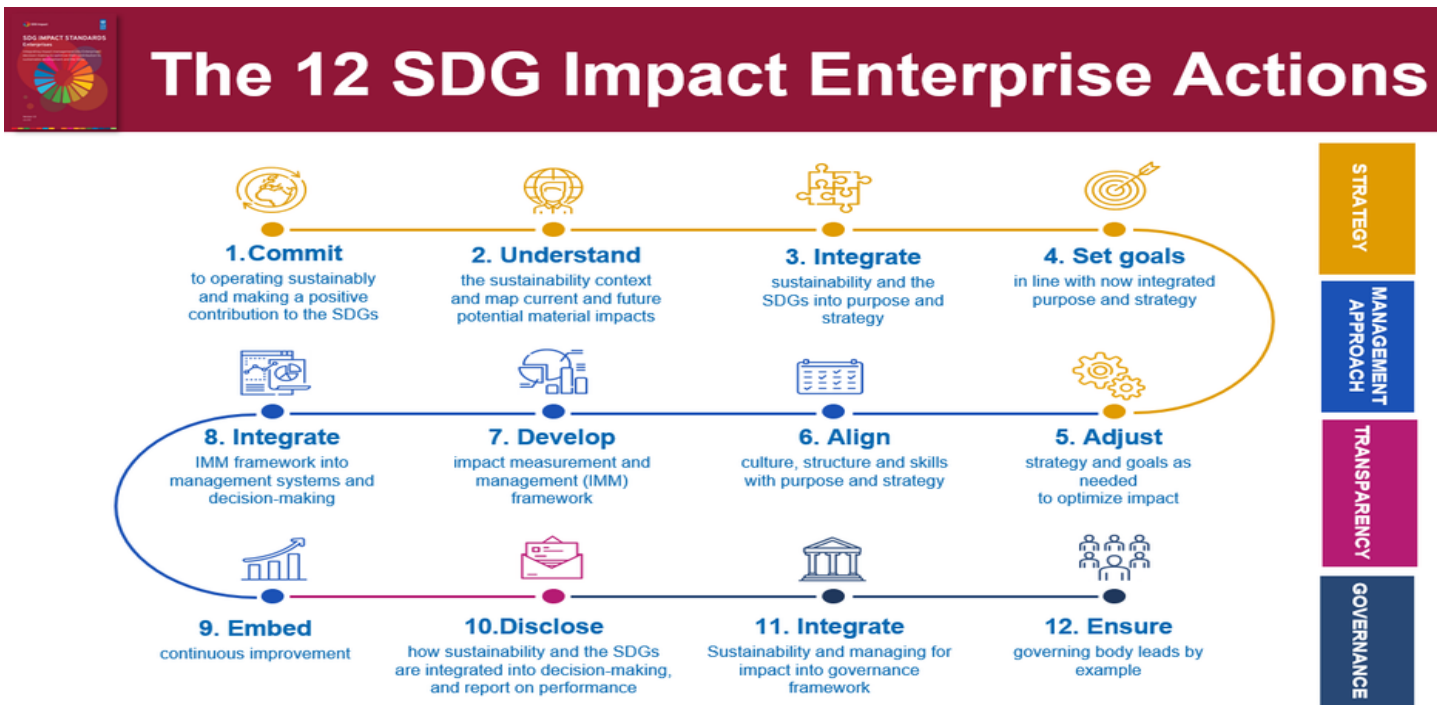 SDG IMPACT STANDARDS
Enterprises
The 12 SDG Impact Enterprise Actions
1.Commit
to operating sustainably
and making a positive
contribution to the SDGs
2. Understand
the sustainability context
and map current and future
potential material impacts
3. Integrate
sustainability and the
SDGs into purpose and
strategy
4. Set goals
in line with now integrated
purpose and strategy
STRATEGY
8. Integrate
IMM framework into
management systems and
decision-making
7. Develop
impact measurement and
management (IMM)
framework
6. Align
culture, structure and skills
with purpose and strategy
5. Adjust
strategy and goals as
needed
to optimize impact
MANAGEMENT
APPROACH
TRANSPARENCY
9. Embed
continuous improvement
10.Disclose
how sustainability and the SDGs
are integrated into decision-making,
and report on performance
11. Integrate
Sustainability and managing for
impact into governance
framework
12. Ensure
governing body leads by
example
GOVERNANCE